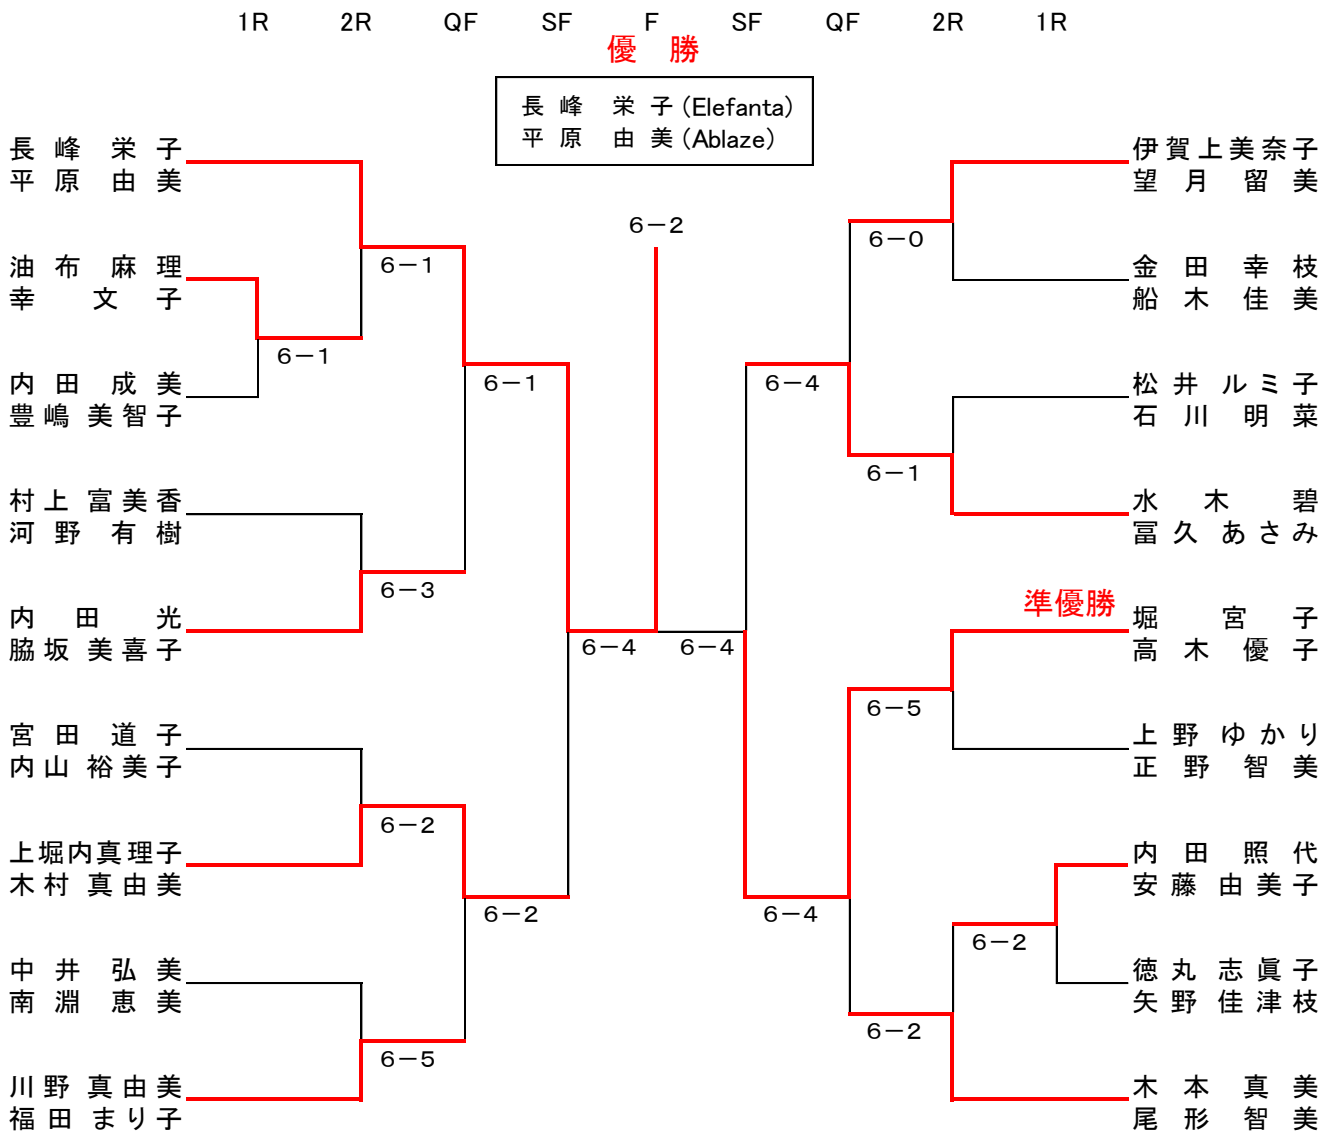 1R 2R QF SF F SF QF 2R 1R
優 勝
長 峰 栄 子 (Elefanta)
平 原 由 美 (Ablaze)
長 峰 栄 子
平 原 由 美
油 布 麻 理
幸 文 子
内 田 成 美
豊 嶋 美 智 子
村 上 富 美 香
河 野 有 樹
内 田 光
脇 坂 美 喜 子
宮 田 道 子
内 山 裕 美 子
上堀内真理子
木 村 真 由 美
中 井 弘 美
南 淵 恵 美
川 野 真 由 美
福 田 まり子
6-1
6-1
6-3
6-2
6-5
6-1
6-2
6-4
6-2
6-4
6-4
6-4
6-0
6-1
6-5
6-2
6-2
伊賀上美奈子
望 月 留 美
金 田 幸 枝
船 木 佳 美
松 井 ル ミ 子
石 川 明 菜
水 木 碧
冨 久 あ さ み
準優勝
堀 宮 子
高 木 優 子
上 野 ゆ か り
正 野 智 美
内 田 照 代
安 藤 由 美 子
徳 丸 志 眞 子
矢 野 佳 津 枝
木 本 真 美
尾 形 智 美